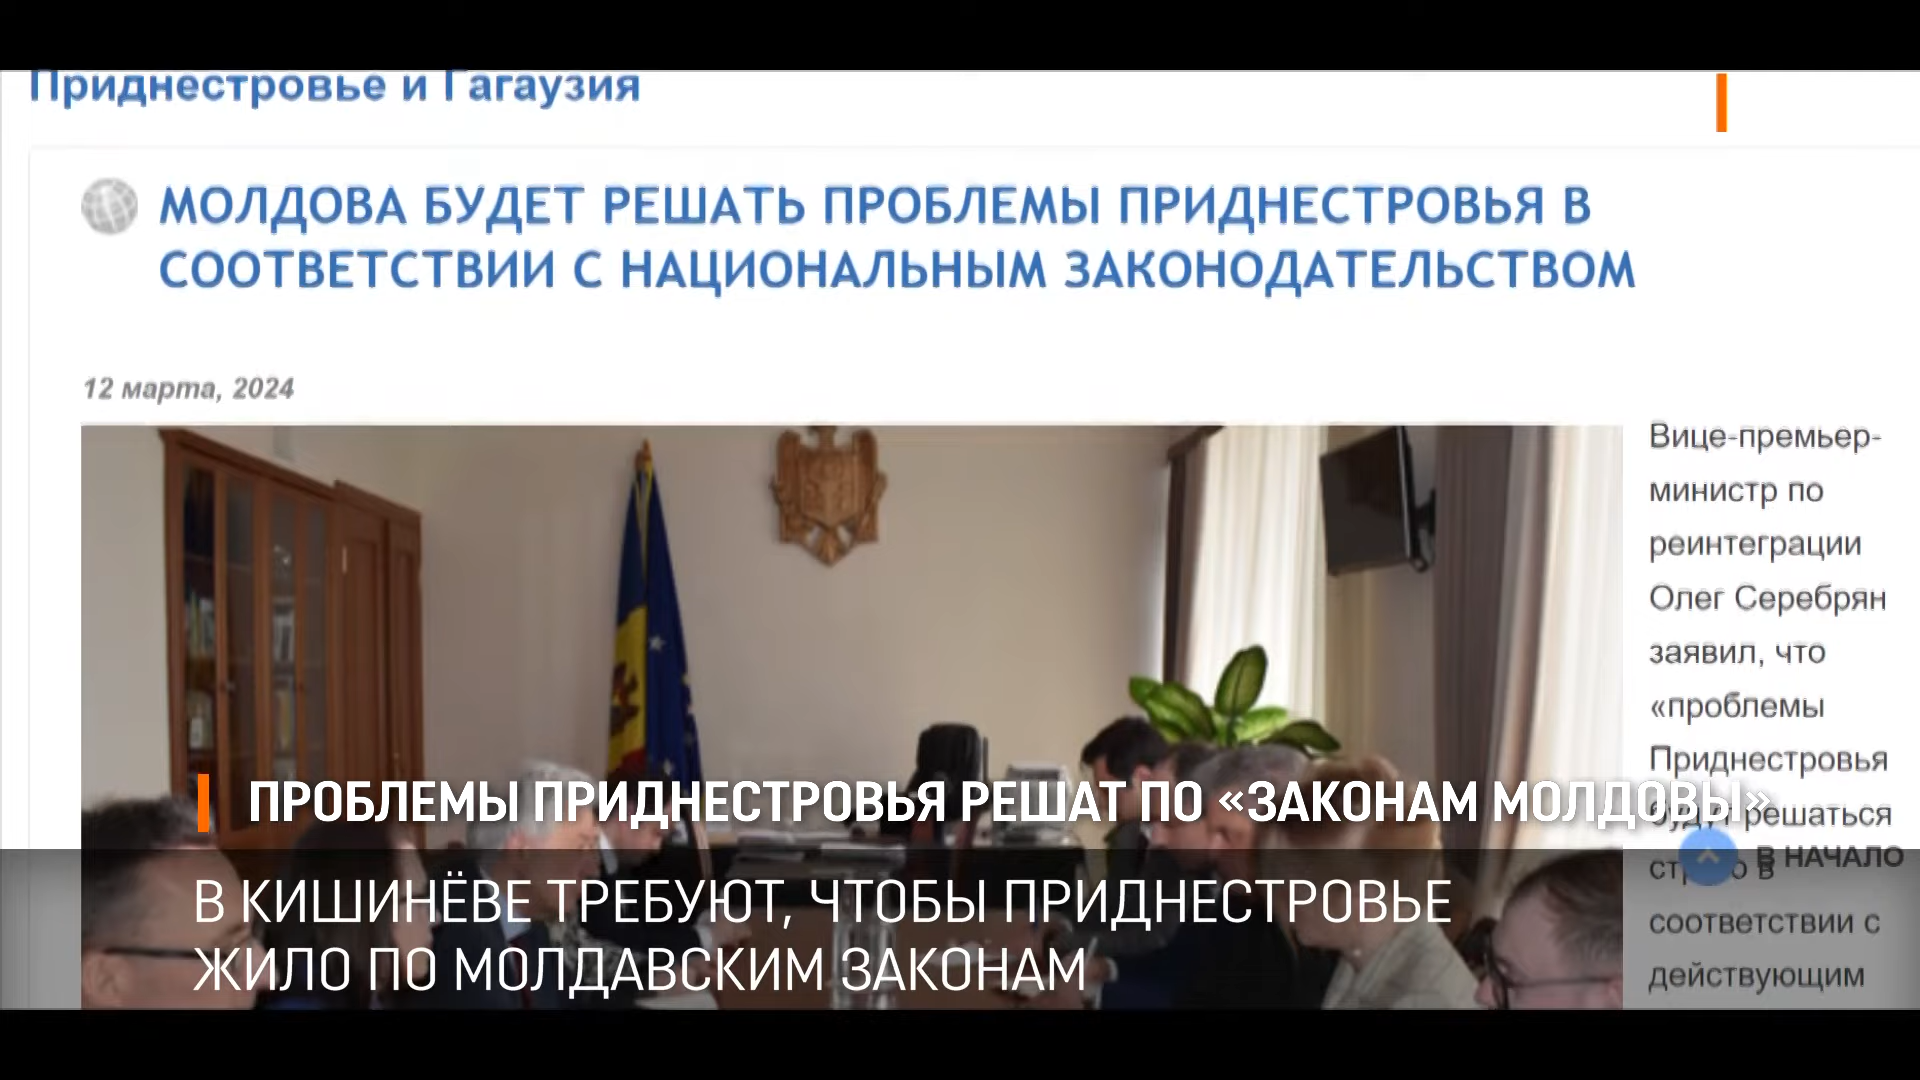 Приднестровье и Гагаузия
МОЛДОВА БУДЕТ РЕШАТЬ ПРОБЛЕМЫ ПРИДНЕСТРОВЬЯ В
СООТВЕТСТВИИ С НАЦИОНАЛЬНЫМ ЗАКОНОДАТЕЛЬСТВОМ
12 марта, 2024
Вице-премьер-
министр по
реинтеграции
Олег Серебрян
заявил, что
«проблемы
Приднестровья
будут решаться
в
соответствии с
действующим
В НАЧАЛО
ПРОБЛЕМЫ ПРИДНЕСТРОВЬЯ РЕШАТ ПО «ЗАКОНАМ МОЛДОВЫ»
В КИШИНЁВЕ ТРЕБУЮТ, ЧТОБЫ ПРИДНЕСТРОВЬЕ
ЖИЛО ПО МОЛДАВСКИМ ЗАКОНАМ